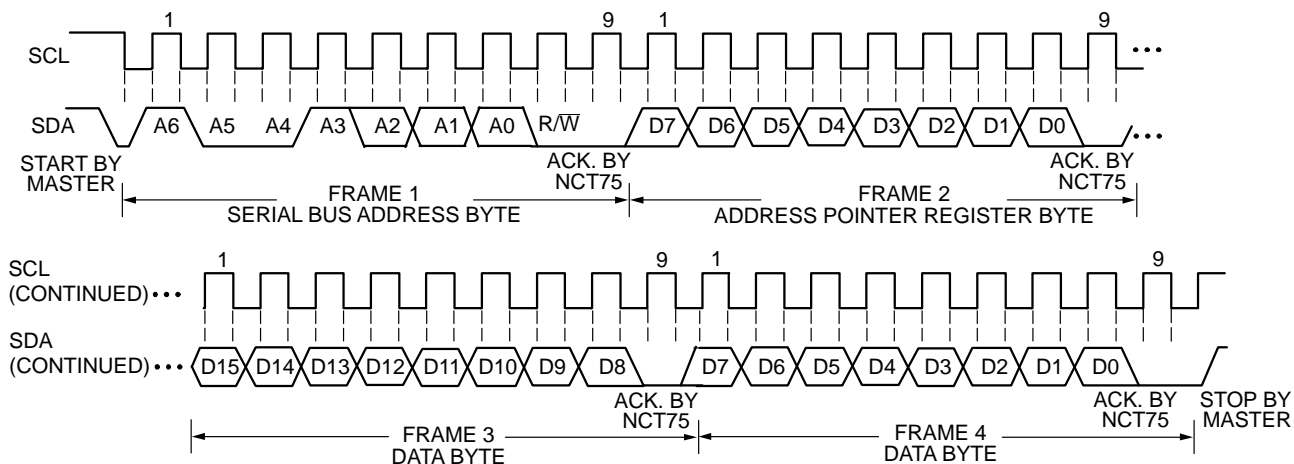 1 9 1 9
SCL
SDA A6 A5 A4 A3 A2 A1 A0 R/W̅ D7 D6 D5 D4 D3 D2 D1 D0
START BY
MASTER
ACK. BY
NCT75
ACK. BY
NCT75
FRAME 1
SERIAL BUS ADDRESS BYTE
FRAME 2
ADDRESS POINTER REGISTER BYTE
1 9 1 9
SCL
(CONTINUED)
SDA
(CONTINUED)
D15 D14 D13 D12 D11 D10 D9 D8 D7 D6 D5 D4 D3 D2 D1 D0
ACK. BY
NCT75
ACK. BY
NCT75
STOP BY
MASTER
FRAME 3
DATA BYTE
FRAME 4
DATA BYTE